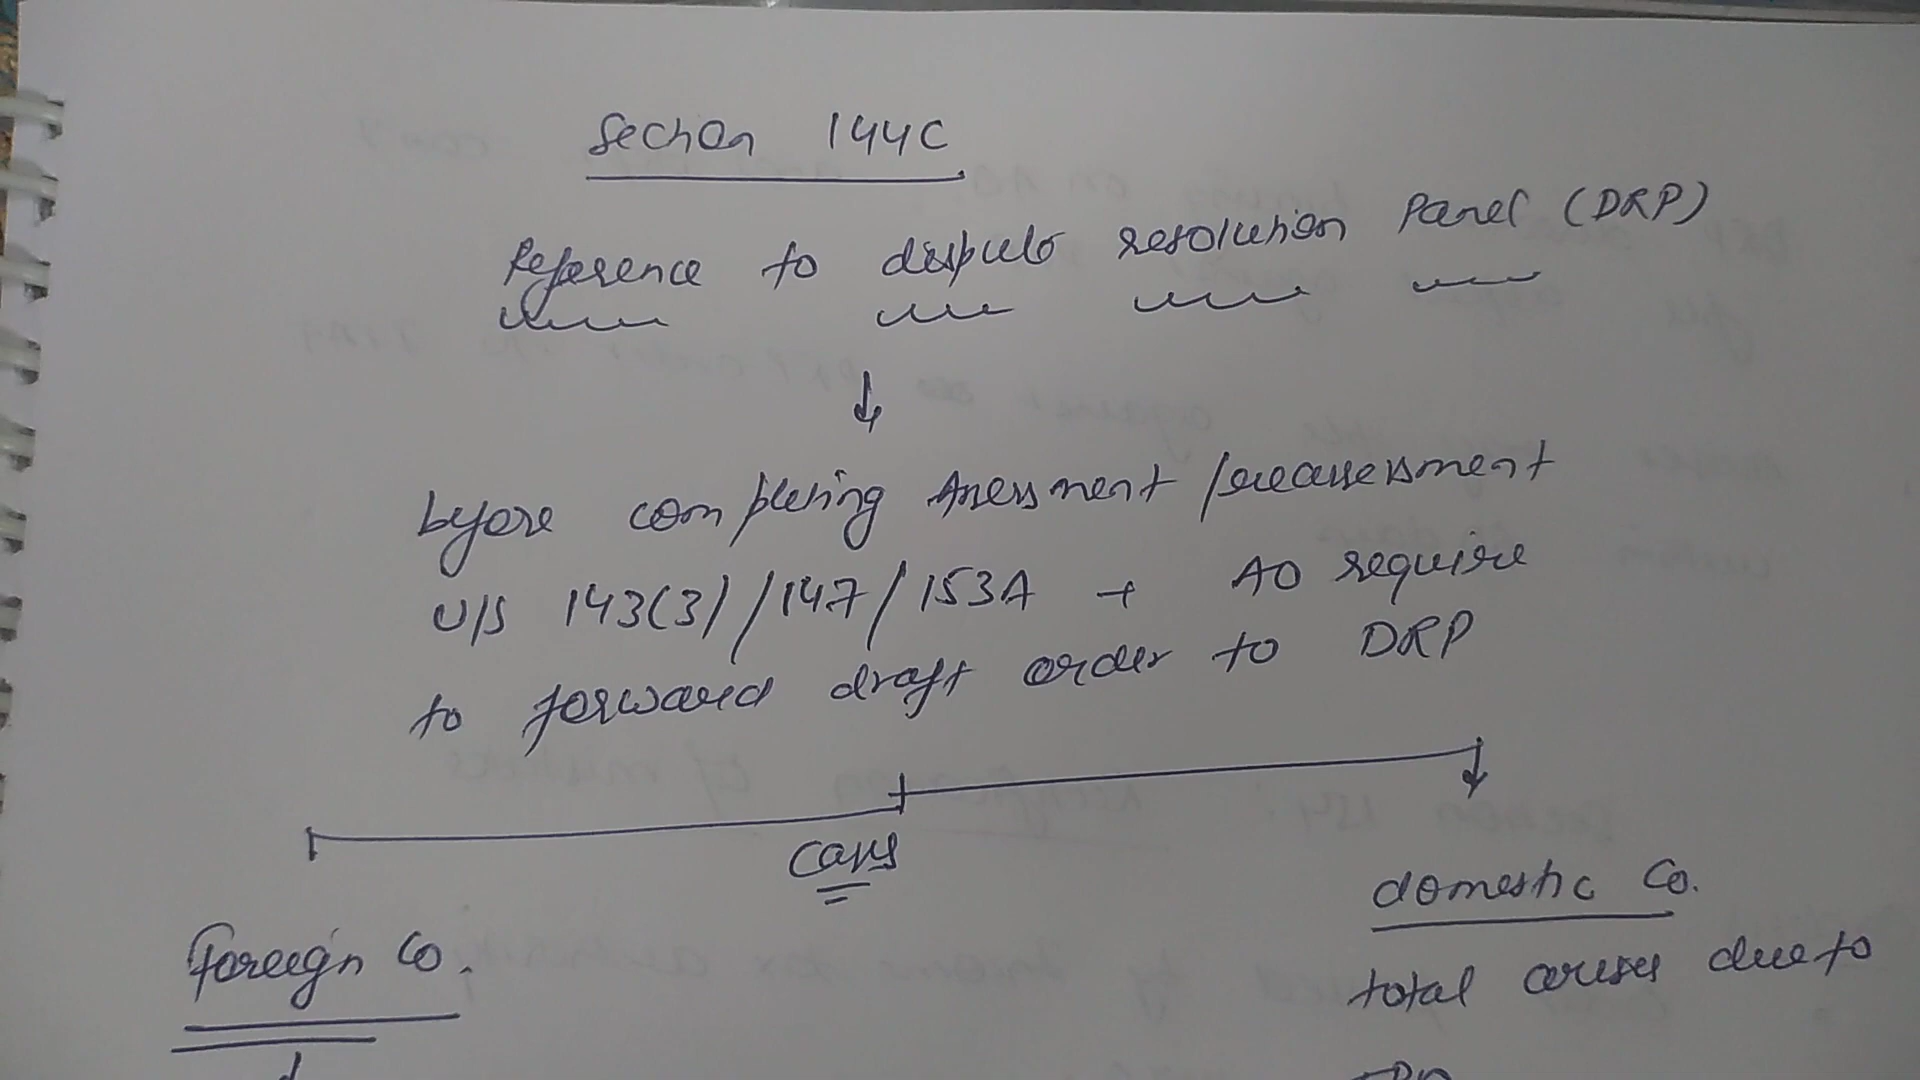 Section 144C
Reference to dispute resolution Panel (DRP)
before completing Assessment / reassessment
U/S 143(3) / 147 / 153A + AO require
to forward draft order to DRP
Cases
Foreign Co.
domestic Co.
total arises due to